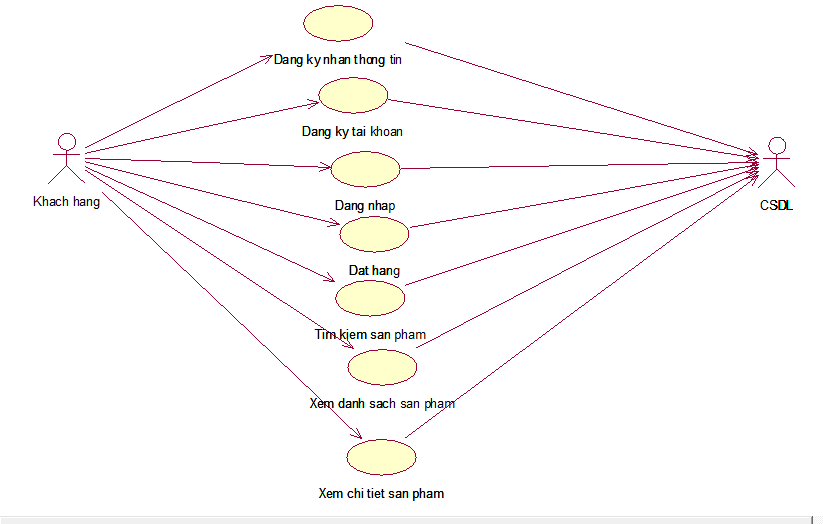 Dang ky nhan thong tin
Dang ky tai khoan
Khach hang
Dang nhap
CSDL
Dat hang
Tim kiem san pham
Xem danh sach san pham
Xem chi tiet san pham